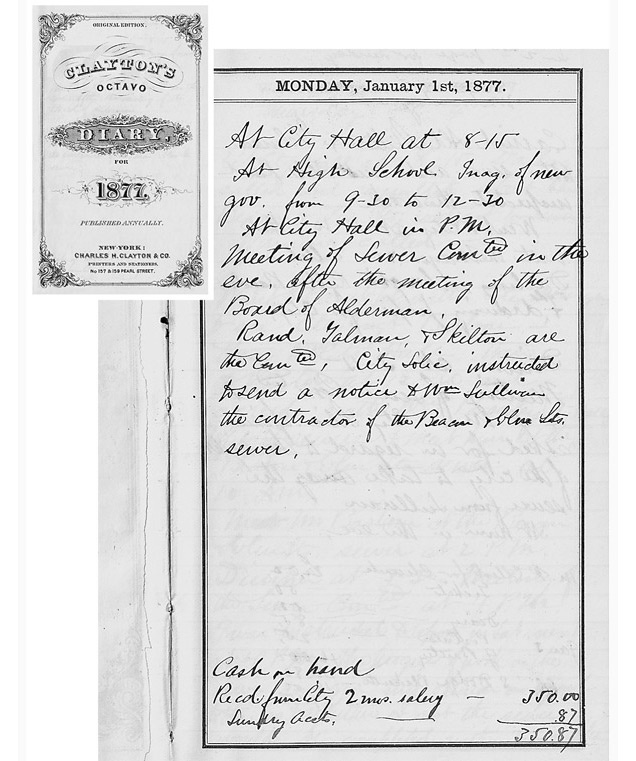 ORIGINAL EDITION.
CLAYTON'S
OCTAVO
DIARY,
FOR
1877.
PUBLISHED ANNUALLY.
NEW-YORK:
CHARLES H. CLAYTON & CO.
PRINTERS AND STATIONERS,
No 157 & 159 PEARL STREET.
MONDAY, January 1st, 1877.
At City Hall at 8-15
At High School. Inag. of new
gov. from 9-30 to 12-30
At City Hall in P.M.
Meeting of Sewer Comted in the
eve. after the meeting of the
Board of Alderman.
Rand, Talman, & Skilton are
the Comted. City Solic. instructed
to send a notice to Wm Sullivan
the contractor of the Beacon & Sts.
sewer.
Cash on hand
Recd from City 2 mos. salery — 350.00
Sundry Accts. — .87
350.87